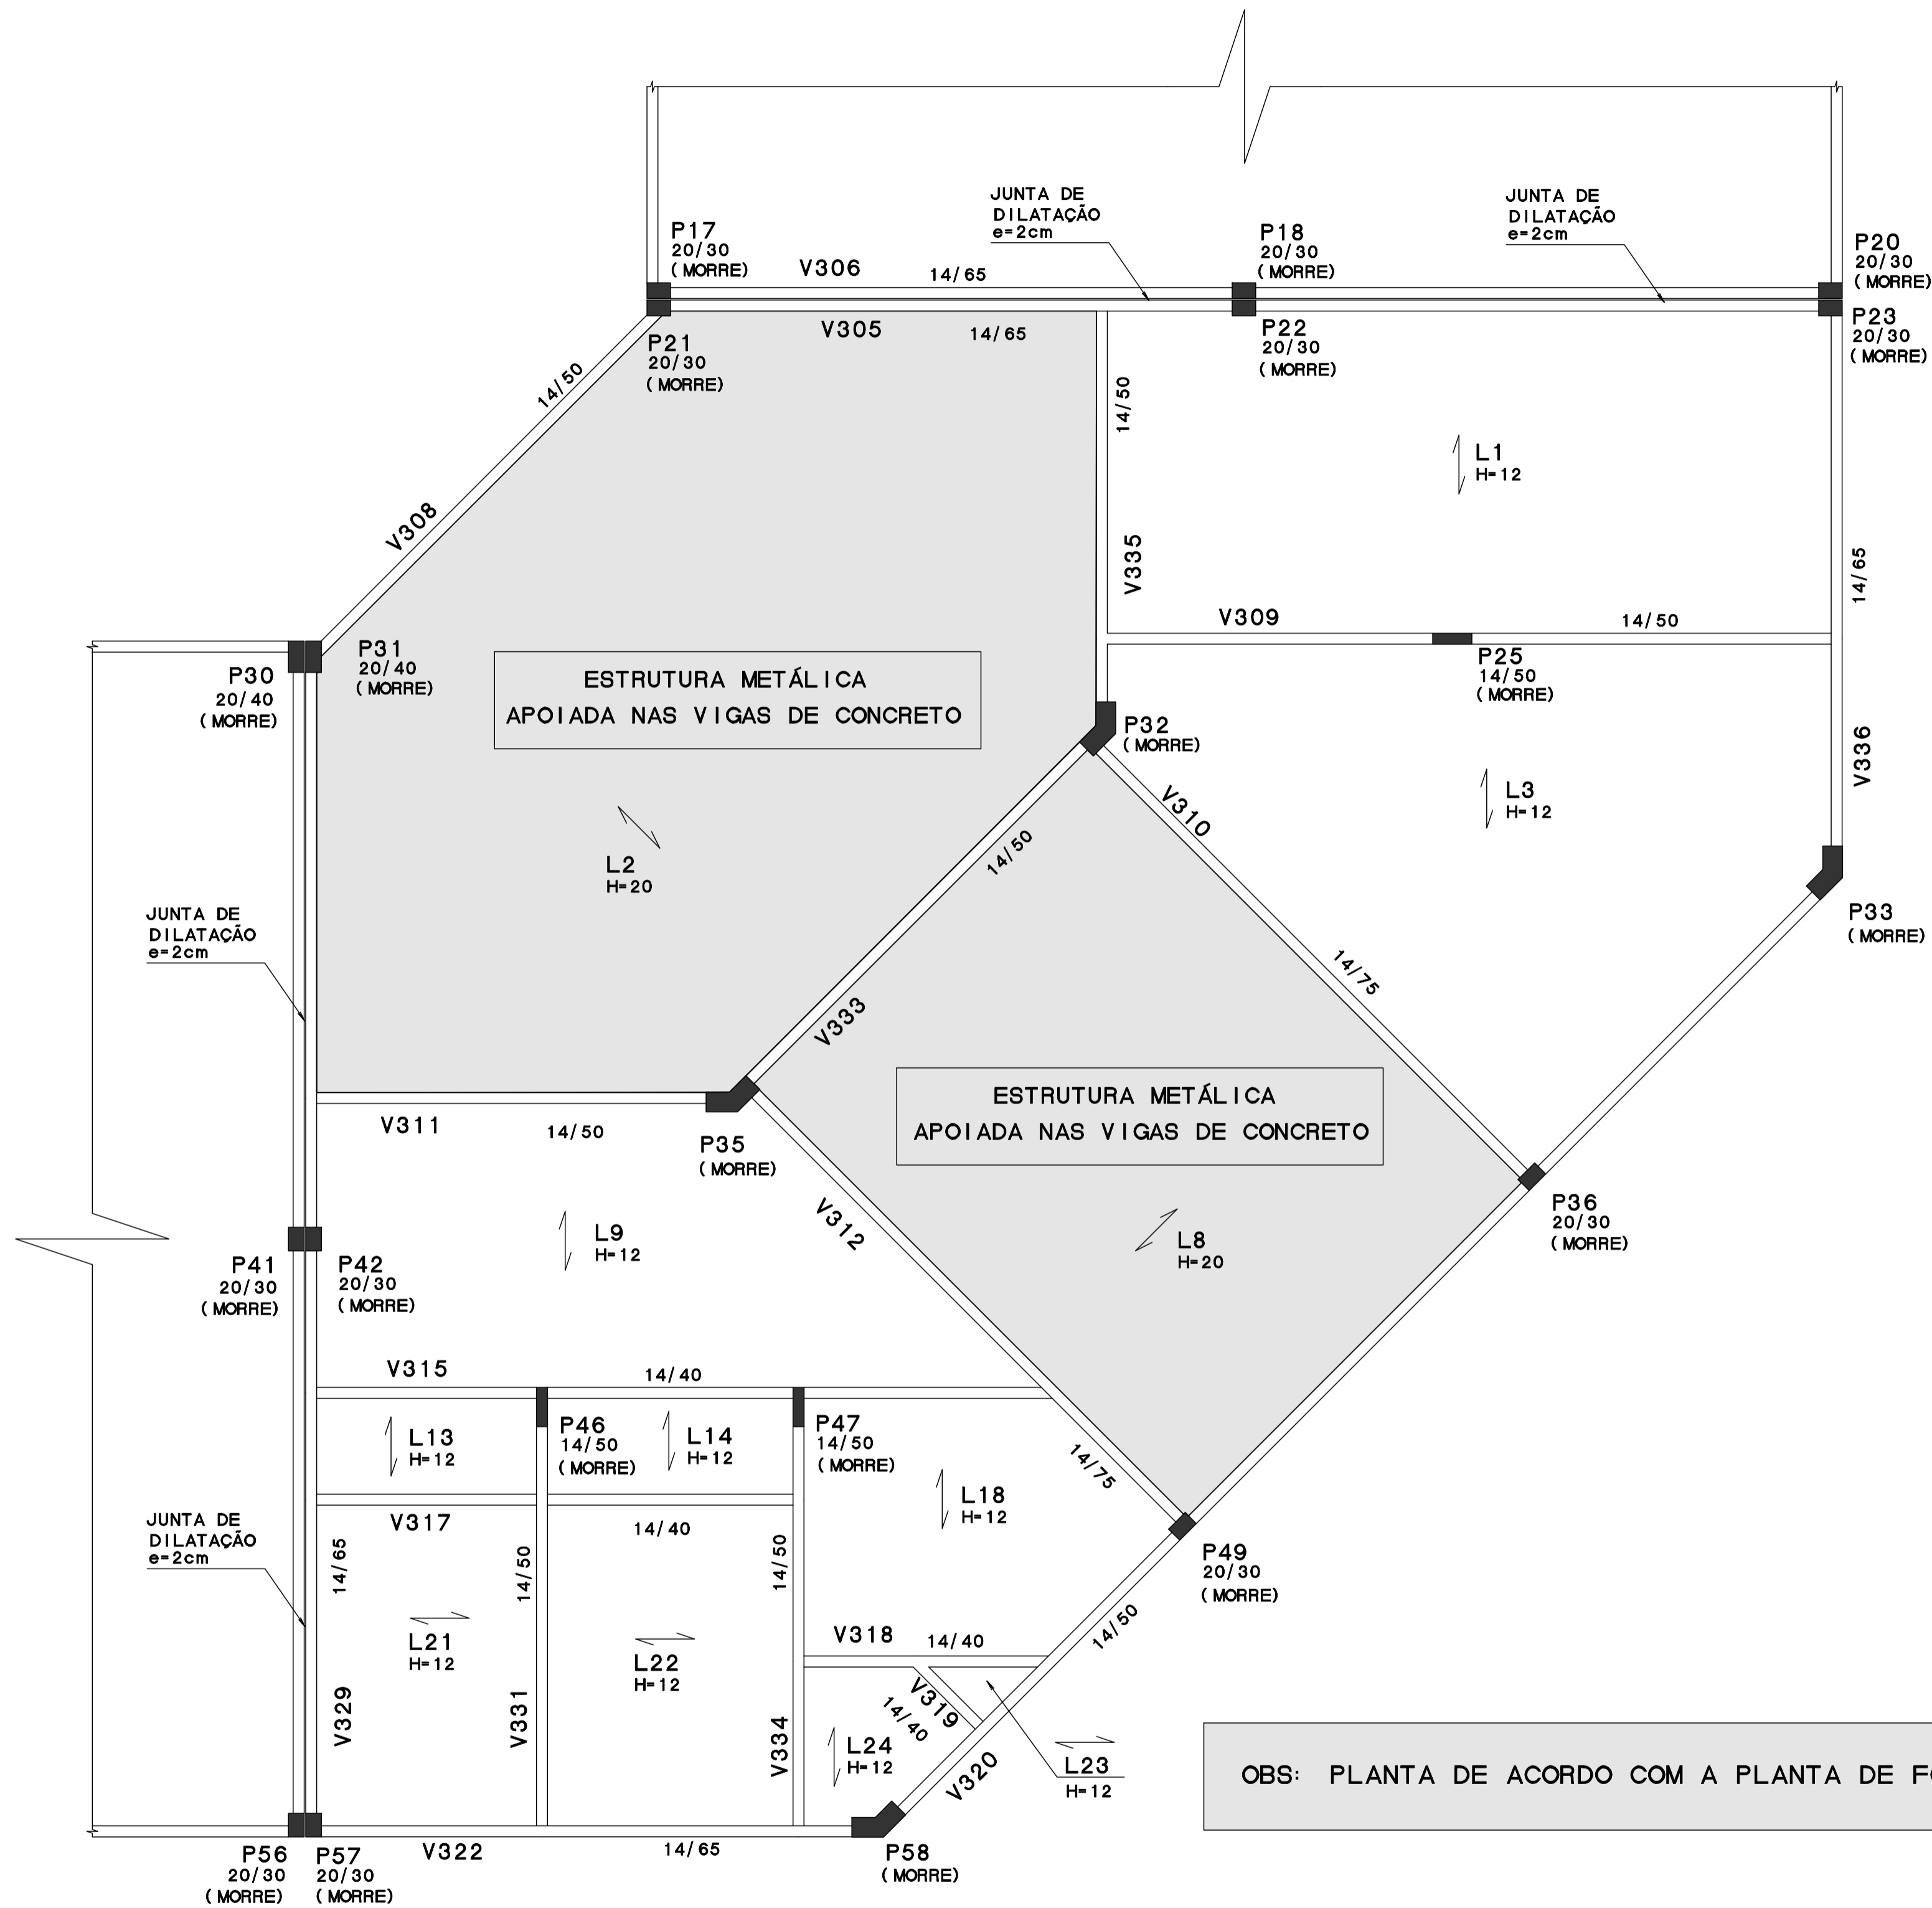 JUNTA DE
DILATAÇÃO
e=2cm
JUNTA DE
DILATAÇÃO
e=2cm
P17
20/30
(MORRE)
P18
20/30
(MORRE)
P20
20/30
(MORRE)
V306
14/65
V305
14/65
P21
20/30
(MORRE)
P22
20/30
(MORRE)
P23
20/30
(MORRE)
14/50
V308
14/50
V335
L1
H=12
14/65
V336
V309
14/50
P25
14/50
(MORRE)
P30
20/40
(MORRE)
P31
20/40
(MORRE)
ESTRUTURA METÁLICA
APOIADA NAS VIGAS DE CONCRETO
P32
(MORRE)
V310
14/75
L3
H=12
L2
H=20
14/50
V333
P33
(MORRE)
JUNTA DE
DILATAÇÃO
e=2cm
V311
14/50
P35
(MORRE)
ESTRUTURA METÁLICA
APOIADA NAS VIGAS DE CONCRETO
P36
20/30
(MORRE)
L9
H=12
V312
14/75
L8
H=20
P41
20/30
(MORRE)
P42
20/30
(MORRE)
V315
14/40
L13
H=12
P46
14/50
(MORRE)
L14
H=12
P47
14/50
(MORRE)
L18
H=12
JUNTA DE
DILATAÇÃO
e=2cm
V317
14/40
14/65
V329
14/50
V331
14/50
V334
P49
20/30
(MORRE)
L21
H=12
L22
H=12
V318
14/40
14/50
V320
V319
14/40
L24
H=12
L23
H=12
OBS: PLANTA DE ACORDO COM A PLANTA DE
P56
20/30
(MORRE)
P57
20/30
(MORRE)
V322
14/65
P58
(MORRE)